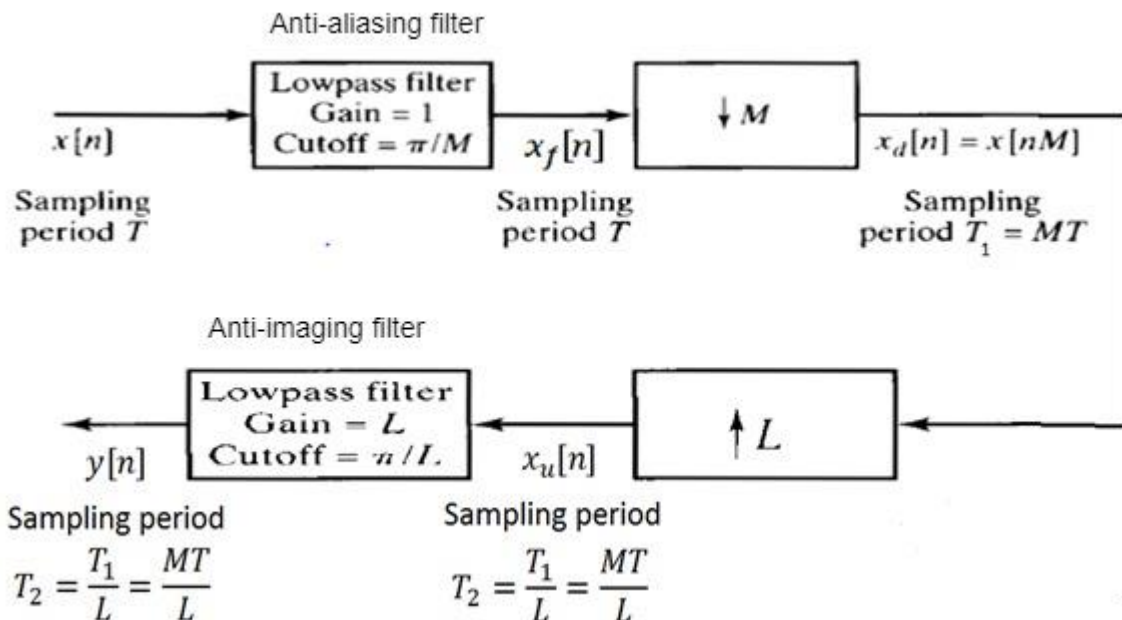 Anti-aliasing filter
Lowpass filter
Gain = 1
Cutoff = π/M
x[n]
x_f[n]
↓ M
x_d[n] = x[nM]
Sampling
period T
Sampling
period T
Sampling
period T_1 = MT
Anti-imaging filter
Lowpass filter
Gain = L
Cutoff = π/L
y[n]
x_u[n]
↑ L
Sampling period
T_2 = T_1/L = MT/L
Sampling period
T_2 = T_1/L = MT/L